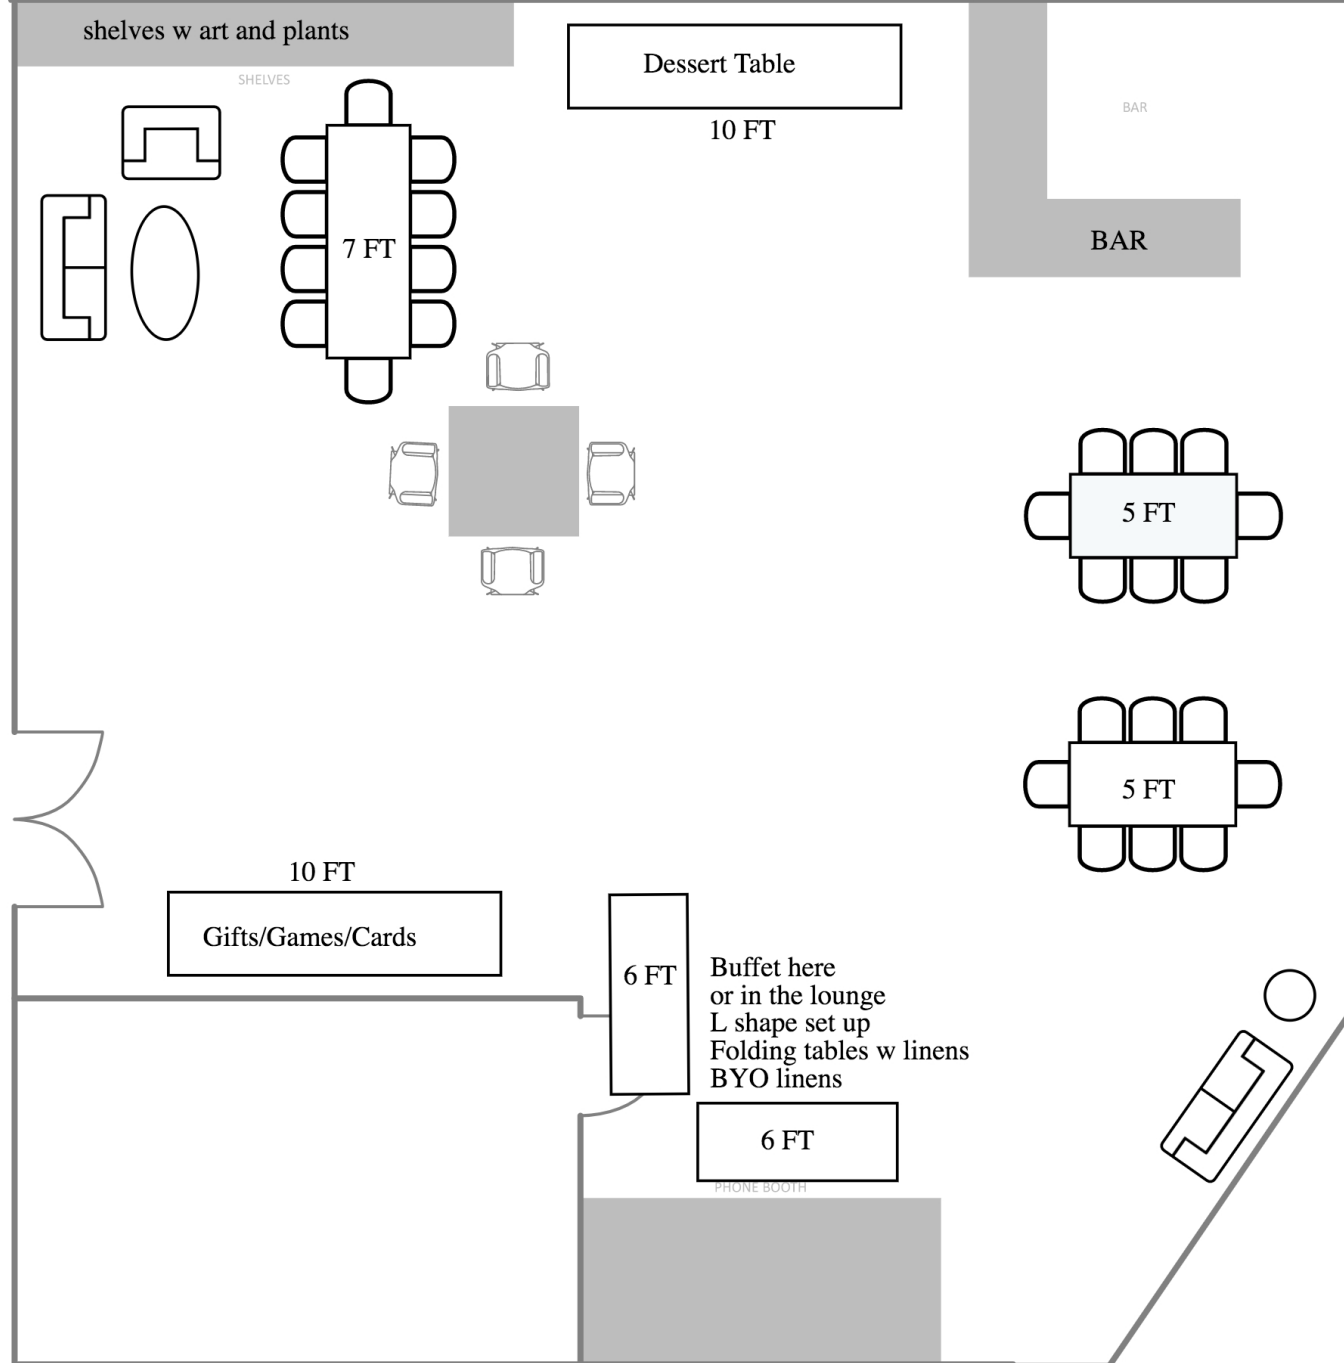 shelves w art and plants
SHELVES
Dessert Table
10 FT
BAR
BAR
7 FT
5 FT
5 FT
10 FT
Gifts/Games/Cards
6 FT
Buffet here
or in the lounge
L shape set up
Folding tables w linens
BYO linens
6 FT
PHONE BOOTH